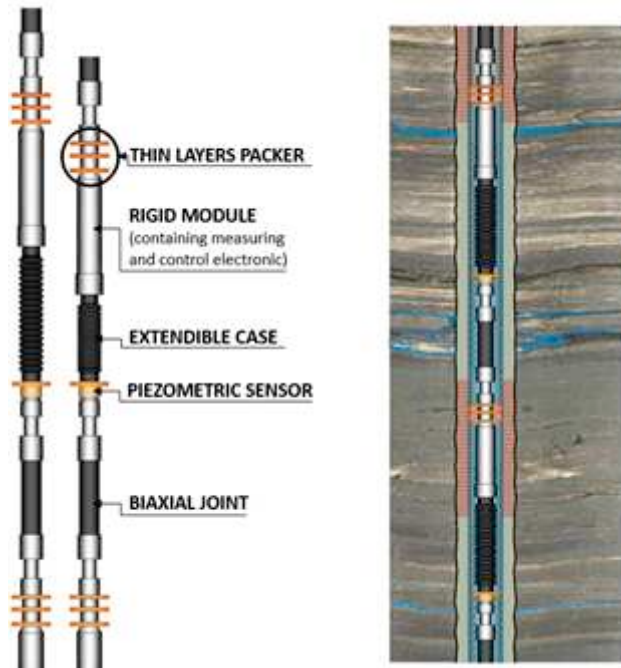 THIN LAYERS PACKER
RIGID MODULE
(containing measuring
and control electronic)
EXTENDIBLE CASE
PIEZOMETRIC SENSOR
BIAXIAL JOINT